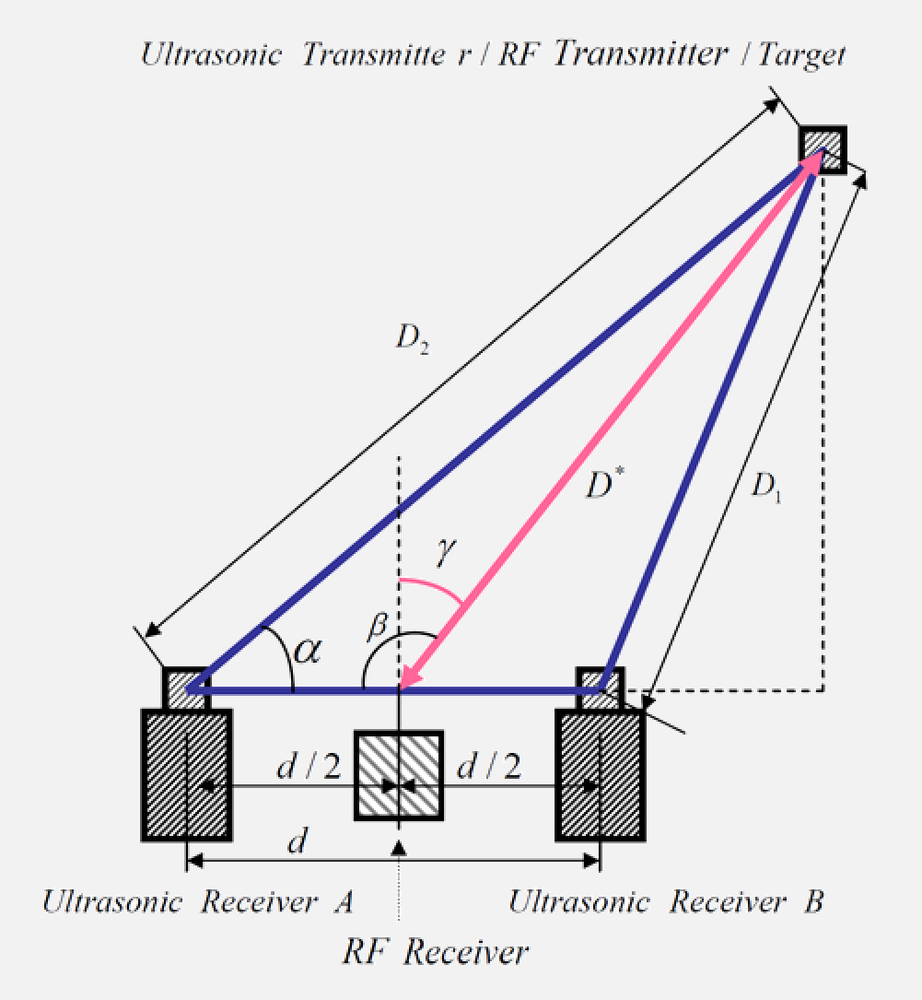 Ultrasonic Transmitte r / RF Transmitter / Target
D₂
D*
D₁
γ
β
α
d / 2
d / 2
d
Ultrasonic Receiver A
Ultrasonic Receiver B
RF Receiver